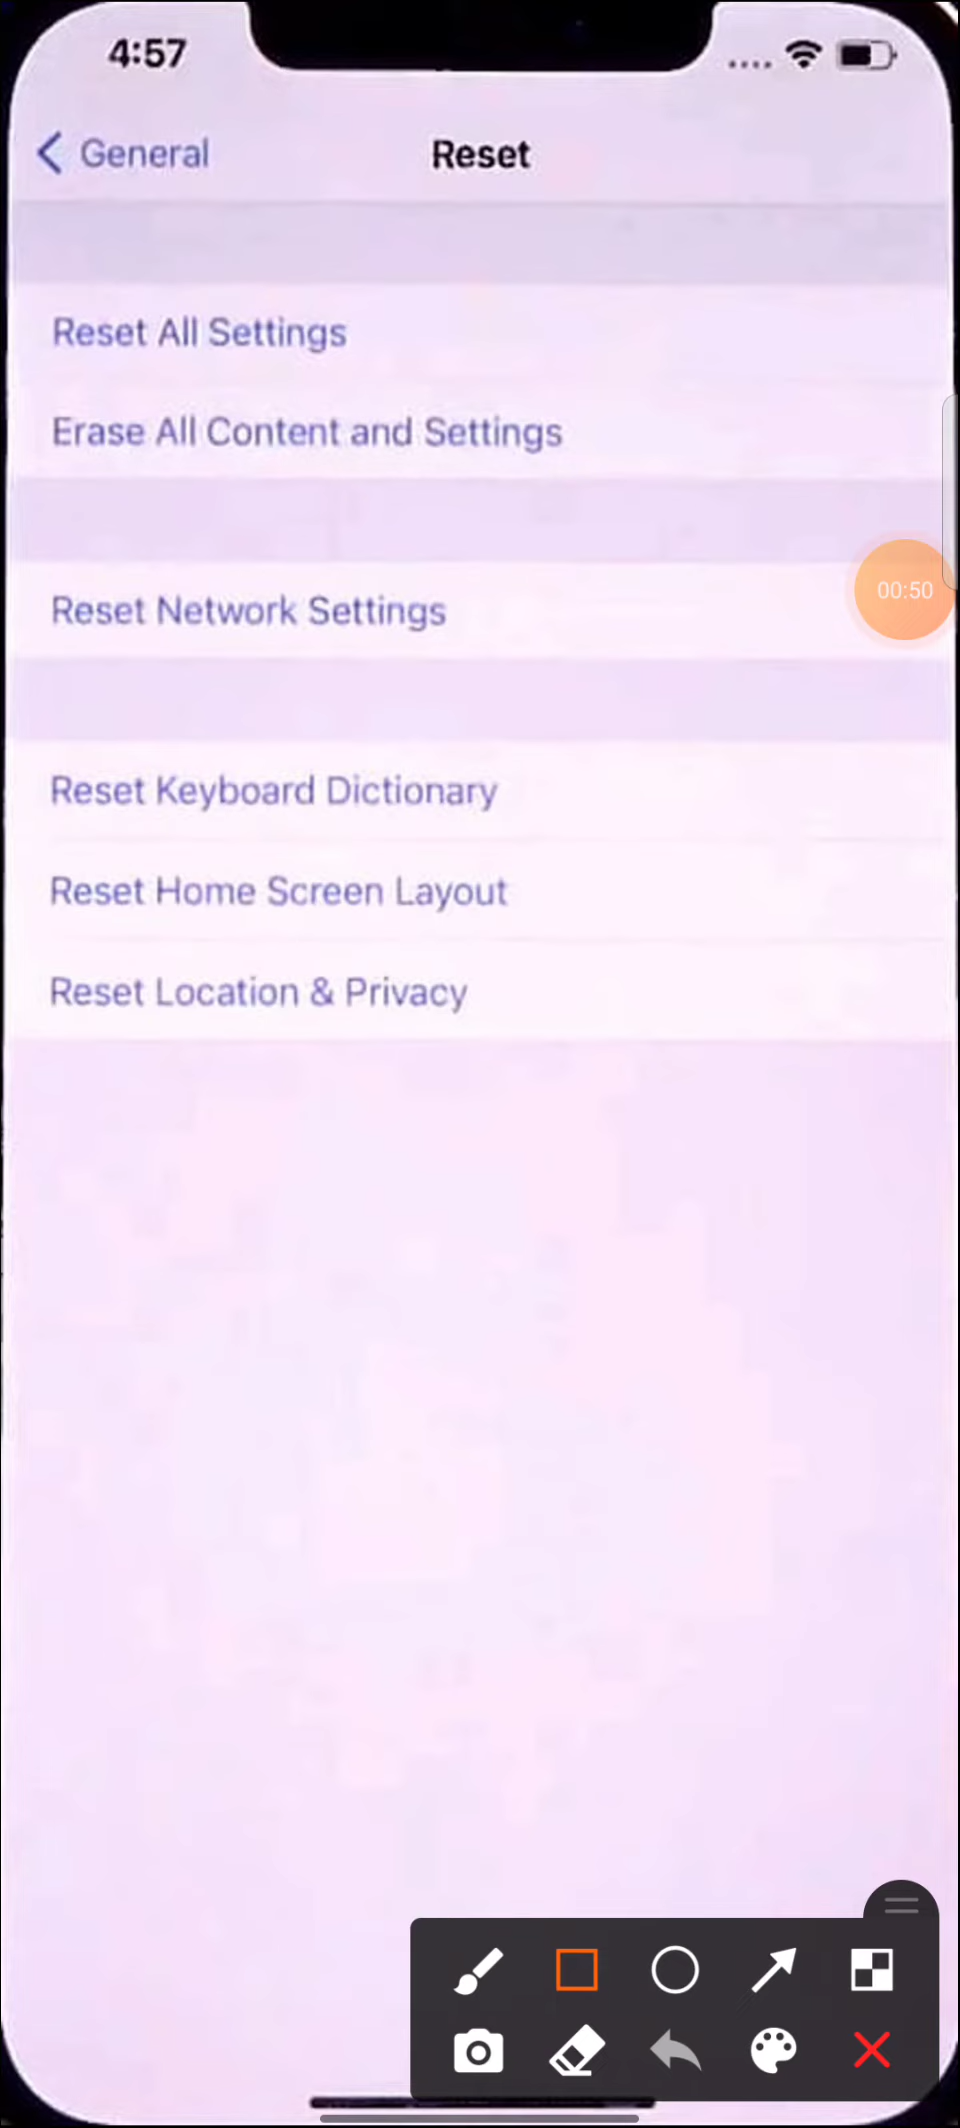 4:57
General
Reset
Reset All Settings
Erase All Content and Settings
Reset Network Settings
00:50
Reset Keyboard Dictionary
Reset Home Screen Layout
Reset Location & Privacy